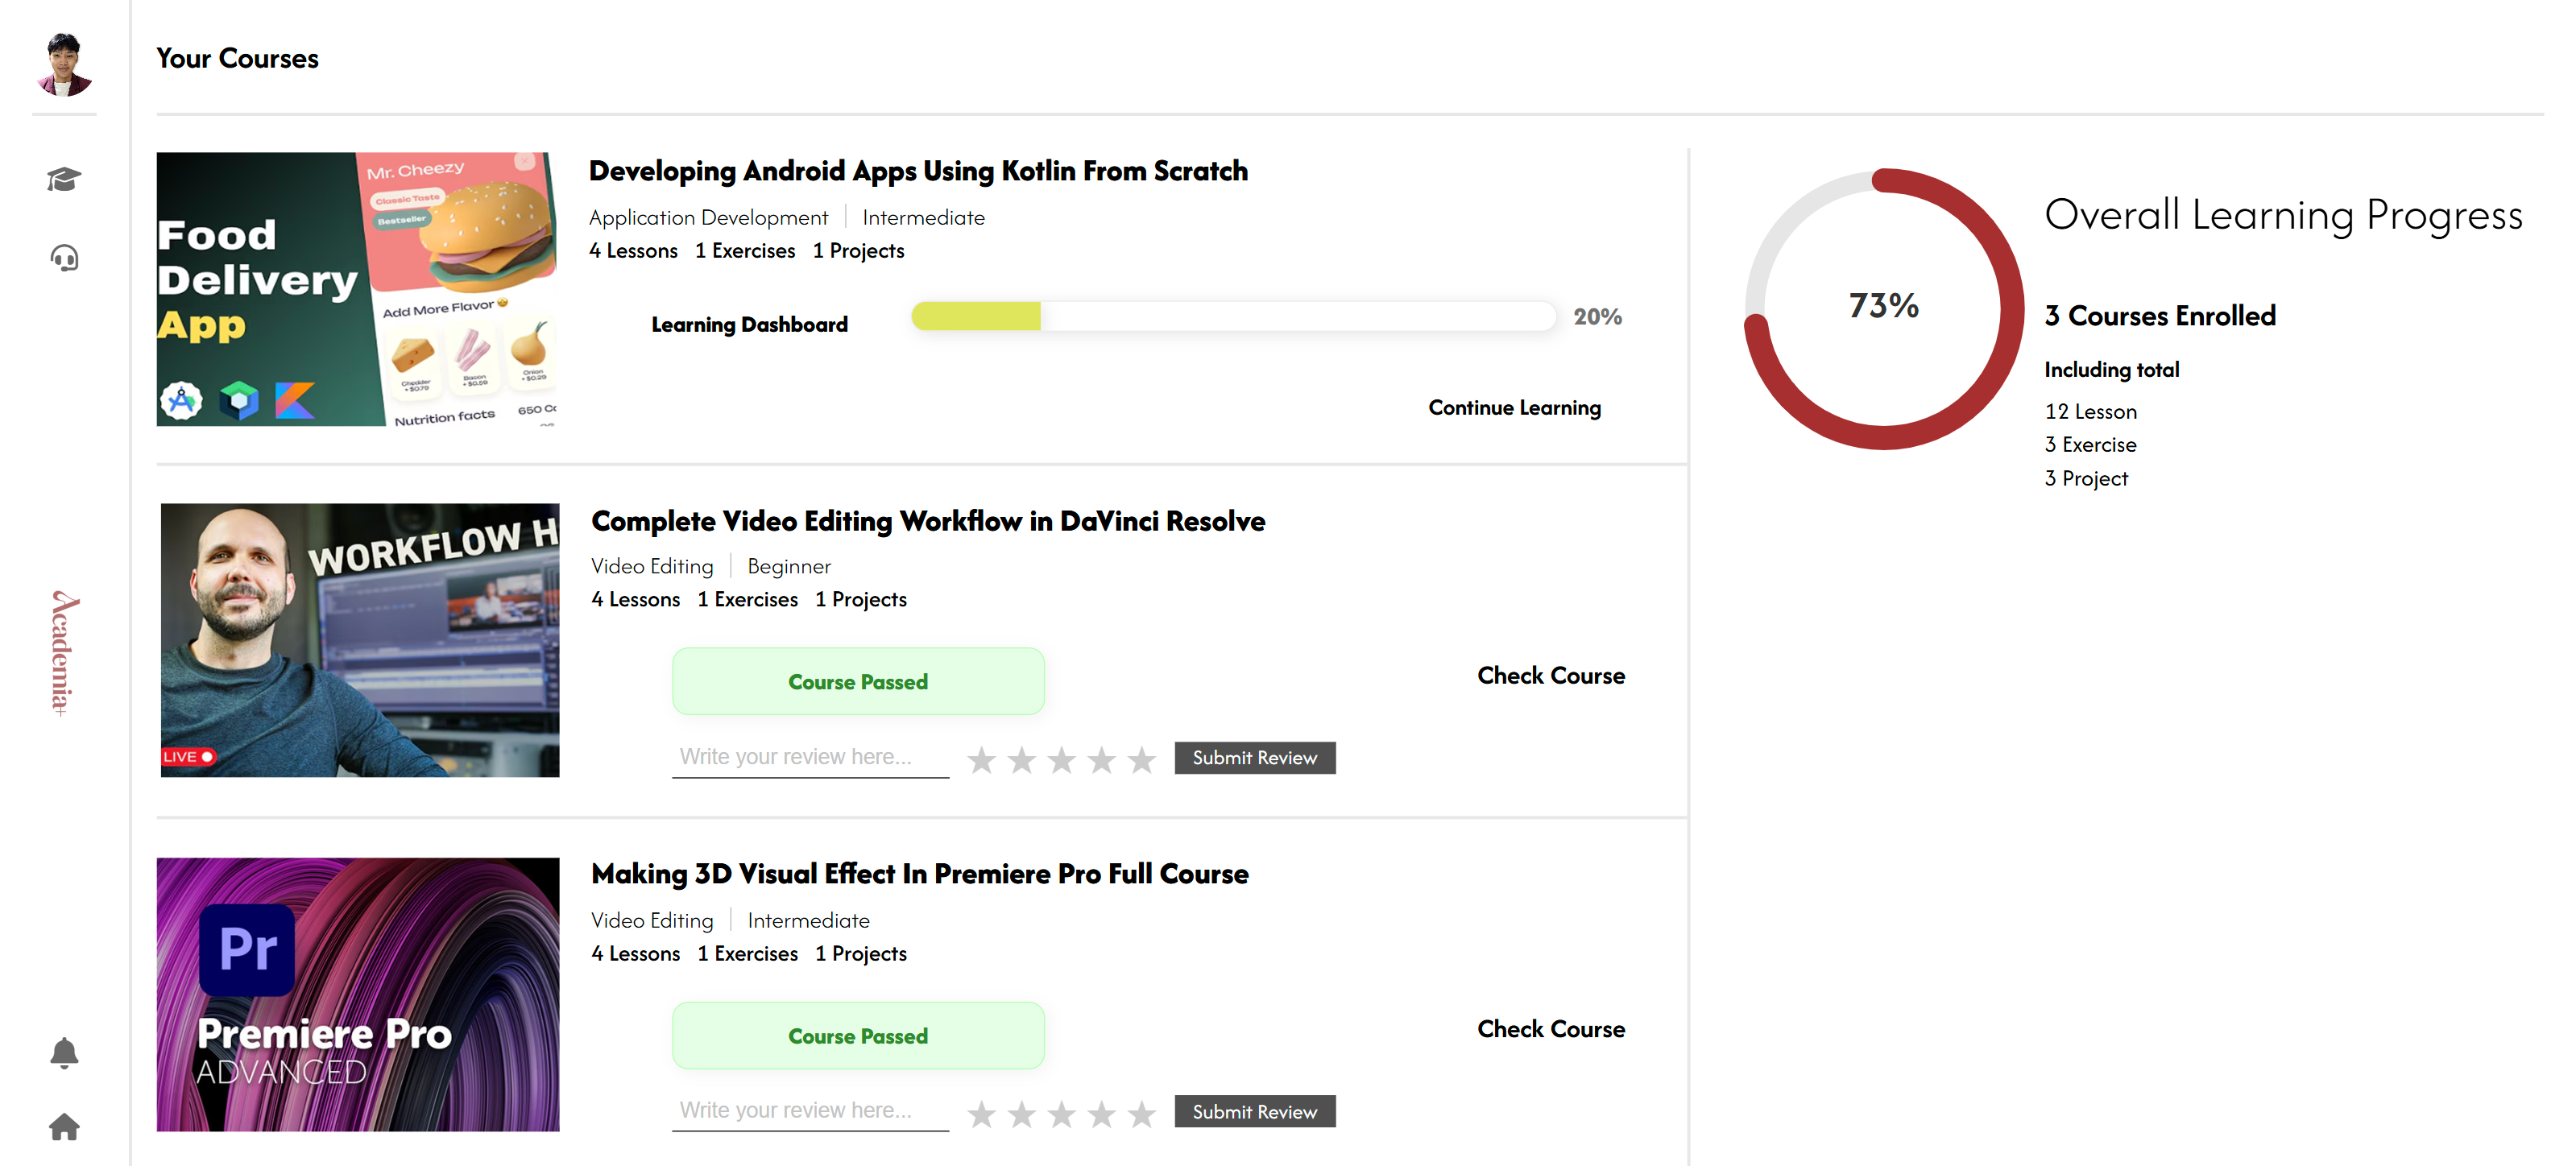 Your Courses
Mr. Cheezy
Classic Taste
Bestseller
Food
Delivery
App
Add More Flavor
Cheddar
+ $0.79
Bacon
+ $0.59
Onion
+ $0.29
Nutrition facts
650
Developing Android Apps Using Kotlin From Scratch
Application Development | Intermediate
4 Lessons 1 Exercises 1 Projects
Learning Dashboard
20%
Continue Learning
73%
Overall Learning Progress
3 Courses Enrolled
Including total
12 Lesson
3 Exercise
3 Project
WORKFLOW H
LIVE
Complete Video Editing Workflow in DaVinci Resolve
Video Editing | Beginner
4 Lessons 1 Exercises 1 Projects
Course Passed
Check Course
Write your review here...
Submit Review
Academia+
Pr
Premiere Pro
ADVANCED
Making 3D Visual Effect In Premiere Pro Full Course
Video Editing | Intermediate
4 Lessons 1 Exercises 1 Projects
Course Passed
Check Course
Write your review here...
Submit Review